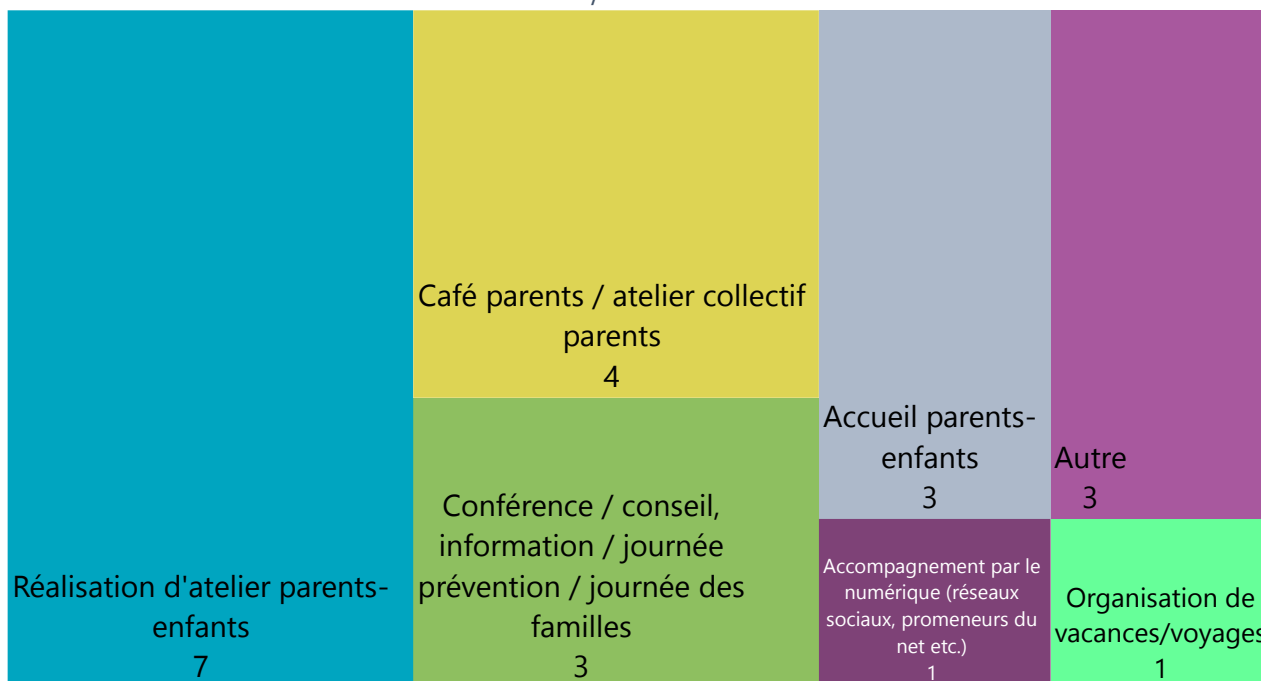 Réalisation d'atelier parents-
enfants
7
Café parents / atelier collectif
parents
4
Conférence / conseil,
information / journée
prévention / journée des
familles
3
Accueil parents-
enfants
3
Autre
3
Accompagnement par le
numérique (réseaux
sociaux, promeneurs du
net etc.)
1
Organisation de
vacances/voyages
1